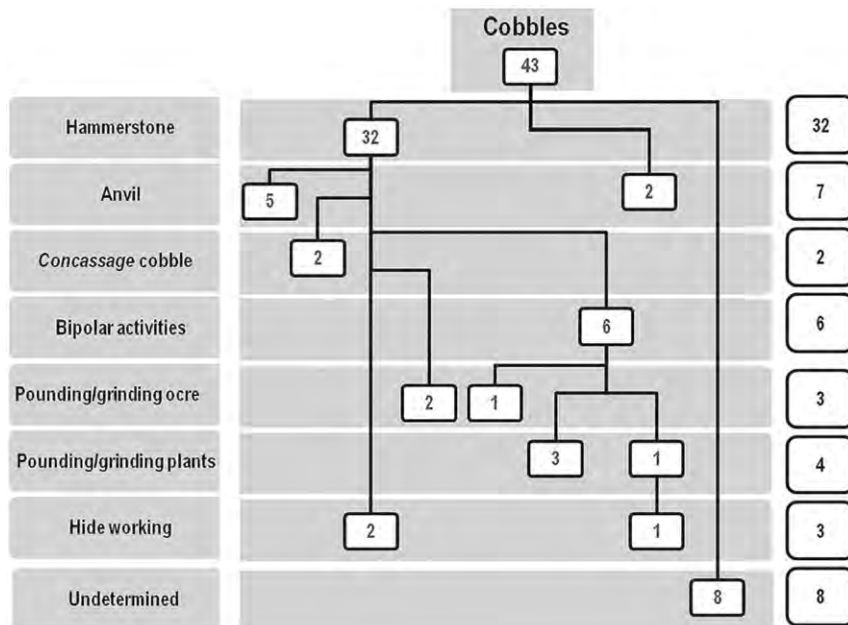 Cobbles
43
Hammerstone
32
32
Anvil
5
2
7
Concassage cobble
2
2
Bipolar activities
6
6
Pounding/grinding ocre
2
1
3
Pounding/grinding plants
3
1
4
Hide working
2
1
3
Undetermined
8
8